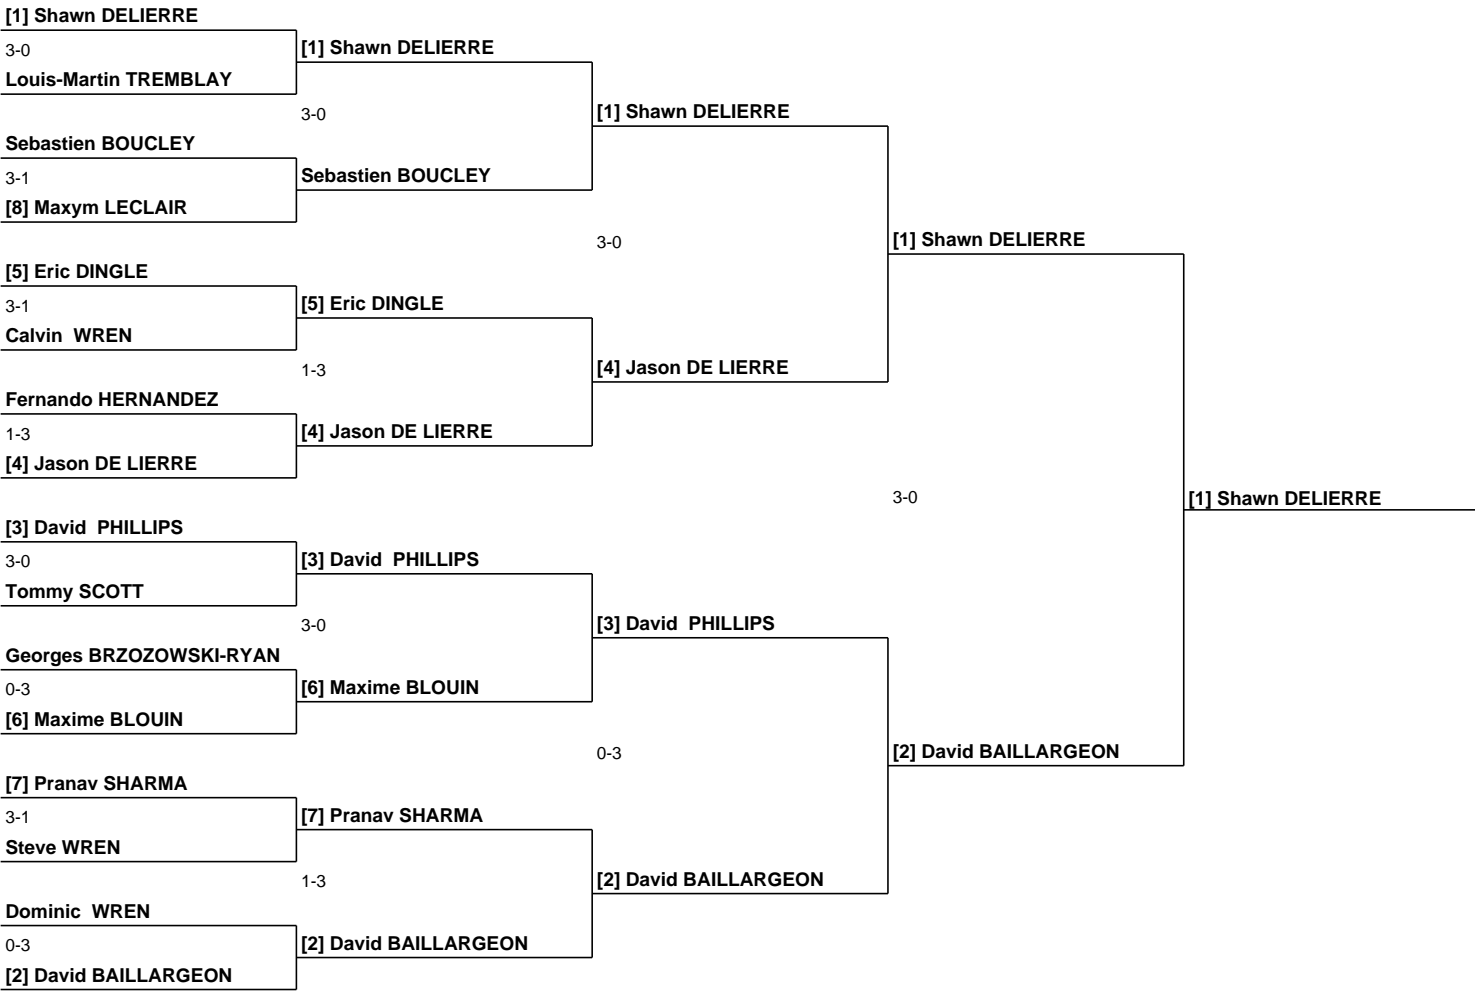 [1] Shawn DELIERRE
3-0
[1] Shawn DELIERRE
Louis-Martin TREMBLAY
3-0
[1] Shawn DELIERRE
Sebastien BOUCLEY
3-1
Sebastien BOUCLEY
[8] Maxym LECLAIR
3-0
[1] Shawn DELIERRE
[5] Eric DINGLE
3-1
[5] Eric DINGLE
Calvin  WREN
1-3
[4] Jason DE LIERRE
Fernando HERNANDEZ
1-3
[4] Jason DE LIERRE
[4] Jason DE LIERRE
3-0
[1] Shawn DELIERRE
[3] David  PHILLIPS
3-0
[3] David  PHILLIPS
Tommy SCOTT
3-0
[3] David  PHILLIPS
Georges BRZOZOWSKI-RYAN
0-3
[6] Maxime BLOUIN
[6] Maxime BLOUIN
0-3
[2] David BAILLARGEON
[7] Pranav SHARMA
3-1
[7] Pranav SHARMA
Steve WREN
1-3
[2] David BAILLARGEON
Dominic  WREN
0-3
[2] David BAILLARGEON
[2] David BAILLARGEON